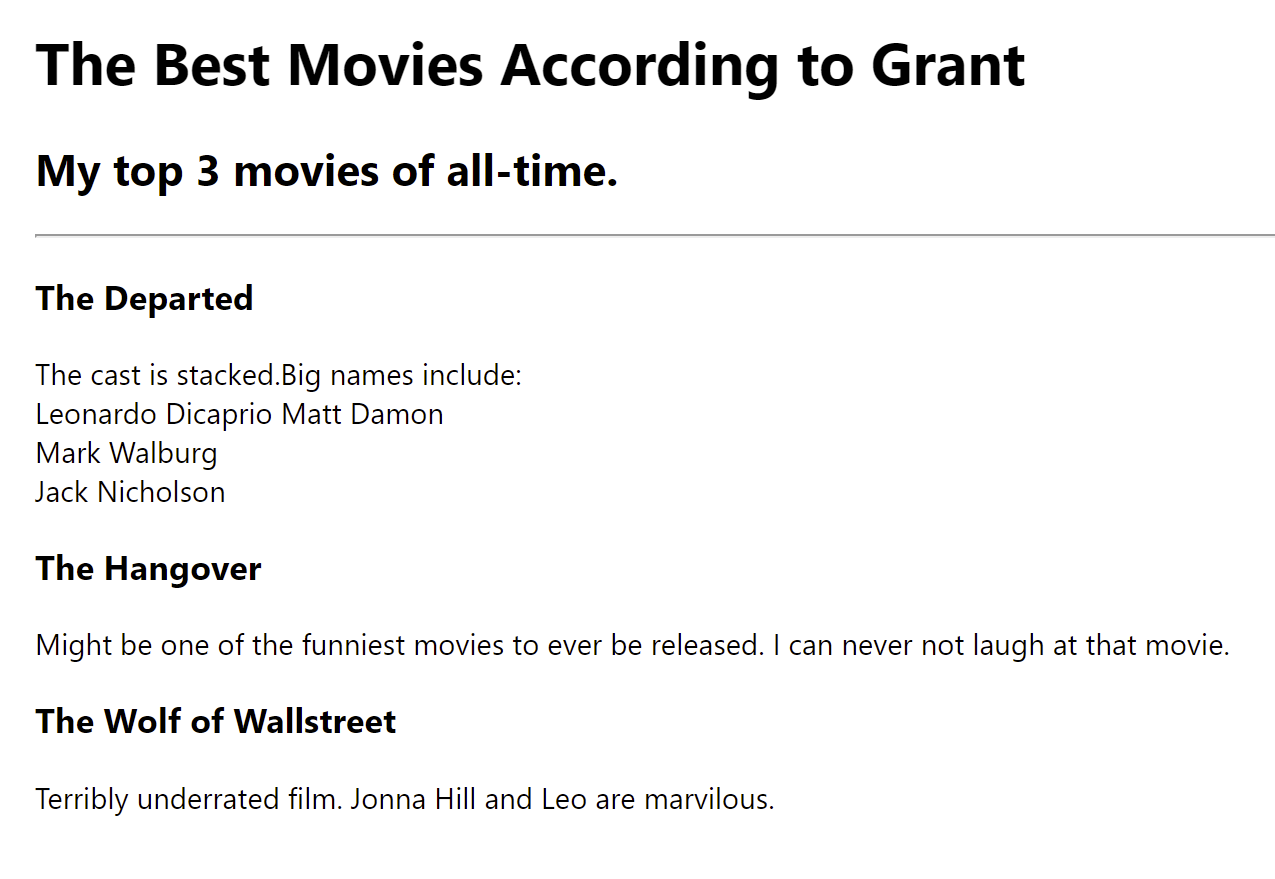 The Best Movies According to Grant
My top 3 movies of all-time.
The Departed
The cast is stacked.Big names include:
Leonardo Dicaprio Matt Damon
Mark Walburg
Jack Nicholson
The Hangover
Might be one of the funniest movies to ever be released. I can never not laugh at that movie.
The Wolf of Wallstreet
Terribly underrated film. Jonna Hill and Leo are marvilous.